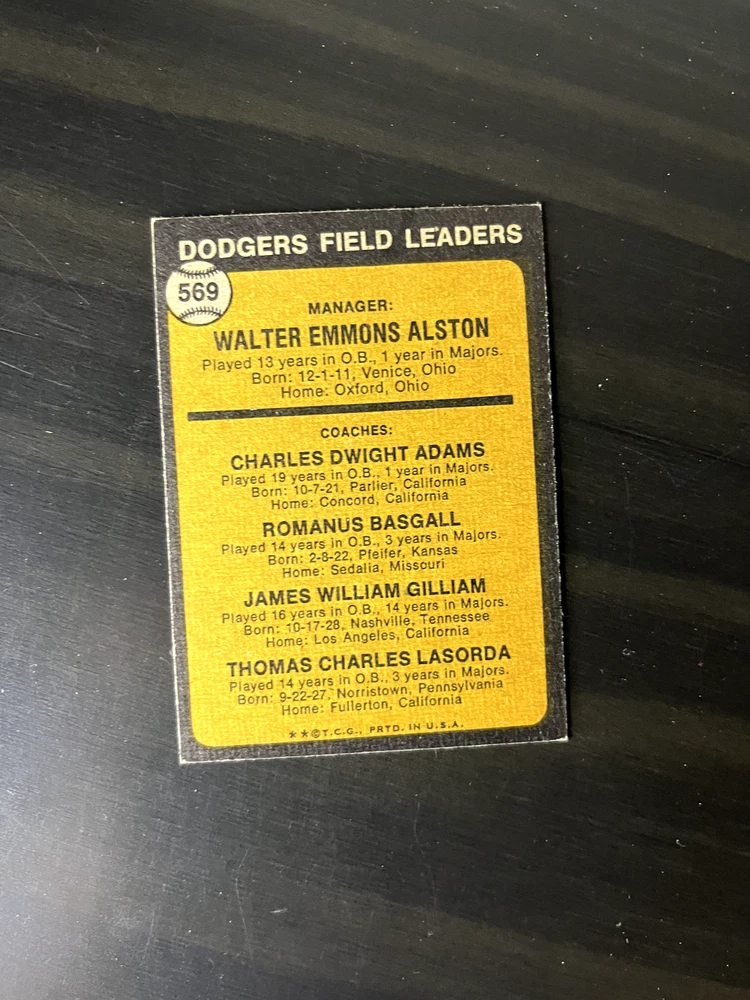 DODGERS FIELD LEADERS
569
MANAGER:
WALTER EMMONS ALSTON
Played 13 years in O.B., 1 year in Majors.
Born: 12-1-11, Venice, Ohio
Home: Oxford, Ohio
COACHES:
CHARLES DWIGHT ADAMS
Played 19 years in O.B., 1 year in Majors.
Born: 10-7-21, Parlier, California
Home: Concord, California
ROMANUS BASGALL
Played 14 years in O.B., 3 years in Majors.
Born: 2-8-22, Pfeifer, Kansas
Home: Sedalia, Missouri
JAMES WILLIAM GILLIAM
Played 16 years in O.B., 14 years in Majors.
Born: 10-17-28, Nashville, Tennessee
Home: Los Angeles, California
THOMAS CHARLES LASORDA
Played 14 years in O.B., 3 years in Majors.
Born: 9-22-27, Norristown, Pennsylvania
Home: Fullerton, California
**©T.C.G., PRTD. IN U.S.A.